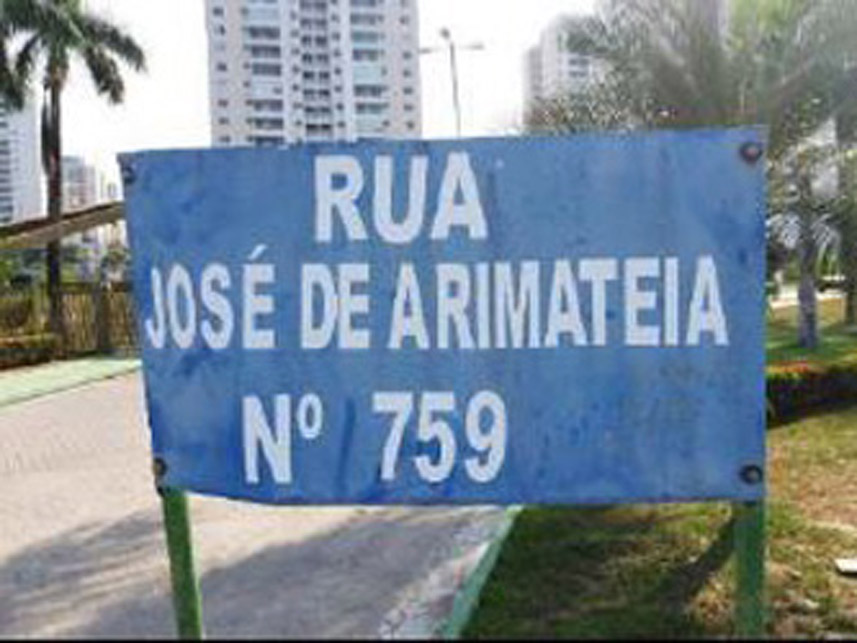 RUA
JOSÉ DE ARIMATEIA
Nº 759